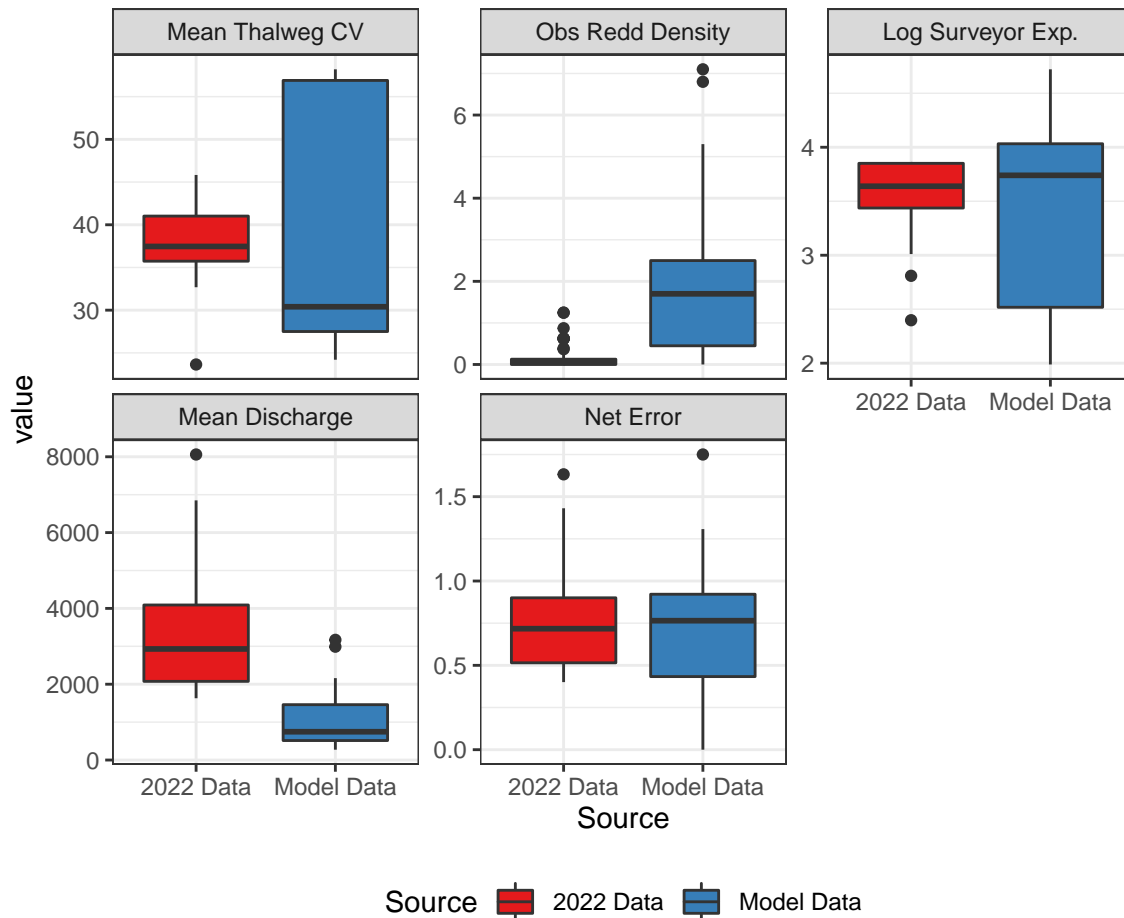 Mean Thalweg CV
Obs Redd Density
Log Surveyor Exp.
50
40
30
6
4
2
0
4
3
2
2022 Data Model Data
Mean Discharge
Net Error
value
8000
6000
4000
2000
0
1.5
1.0
0.5
0.0
2022 Data Model Data
2022 Data Model Data
Source
Source 2022 Data Model Data